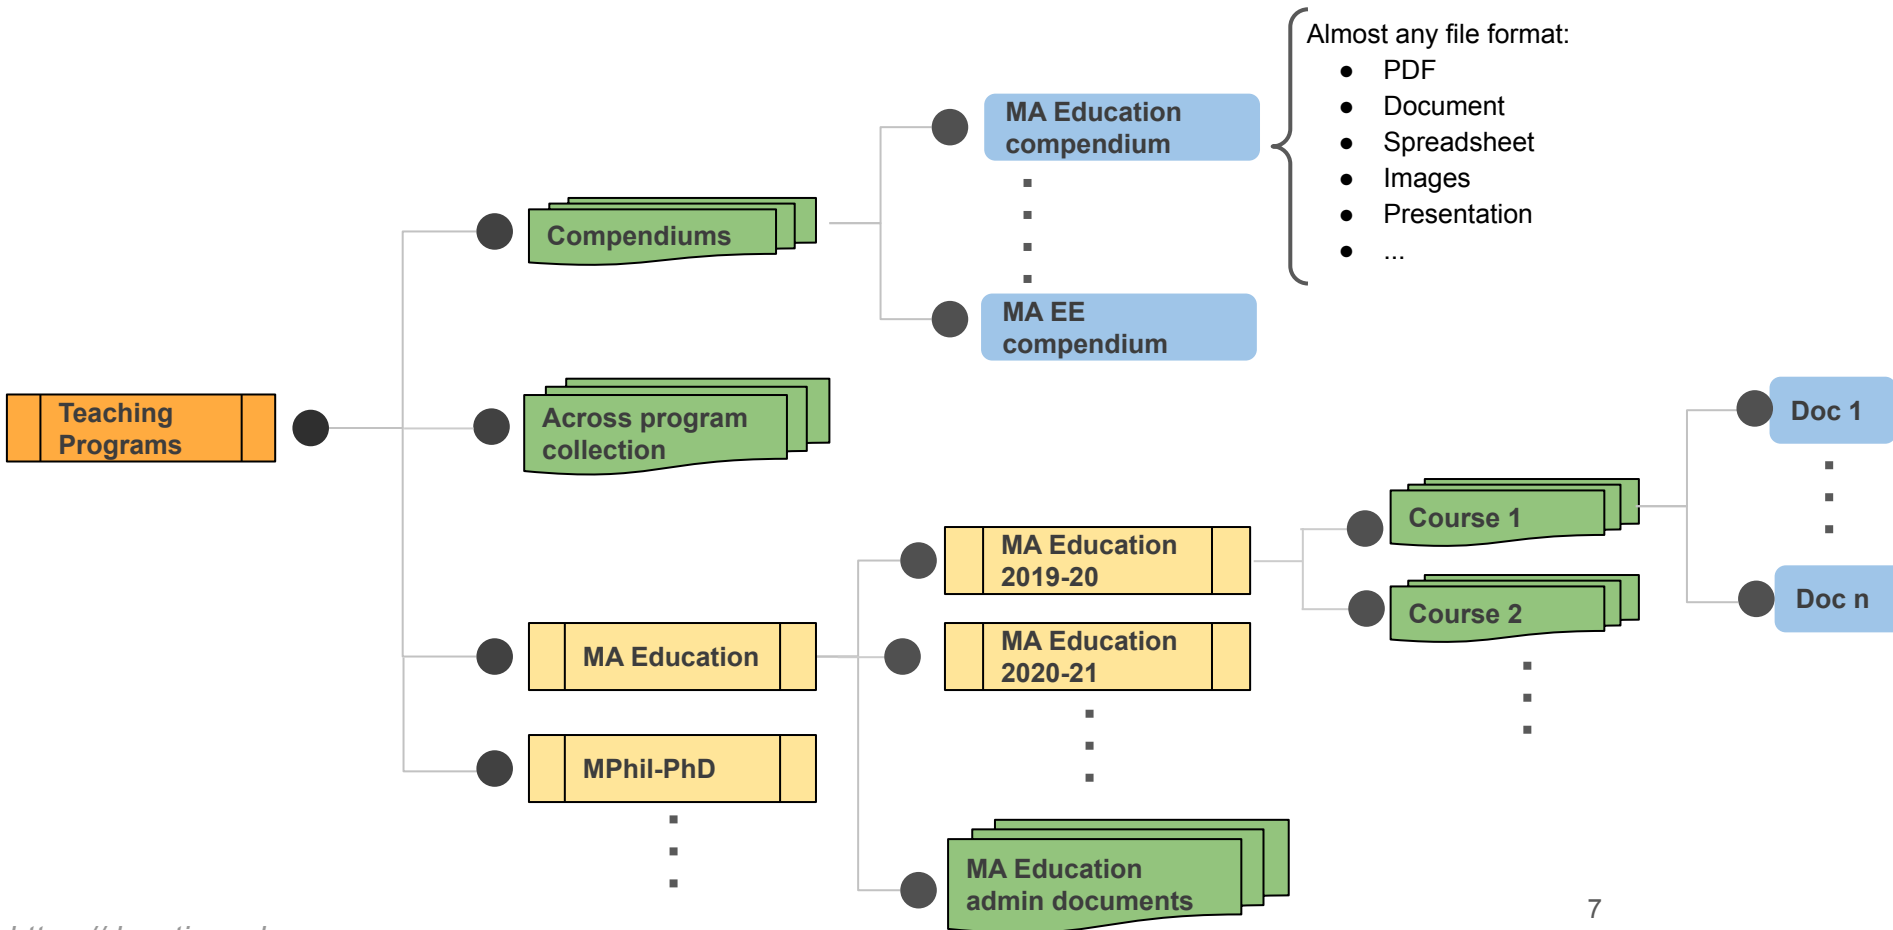 Almost any file format:
● PDF
● Document
● Spreadsheet
● Images
● Presentation
● ...
MA Education
compendium
Compendiums
MA EE
compendium
Teaching
Programs
Across program
collection
Doc 1
Course 1
MA Education
2019-20
Doc n
Course 2
MA Education
MA Education
2020-21
MPhil-PhD
MA Education
admin documents
7